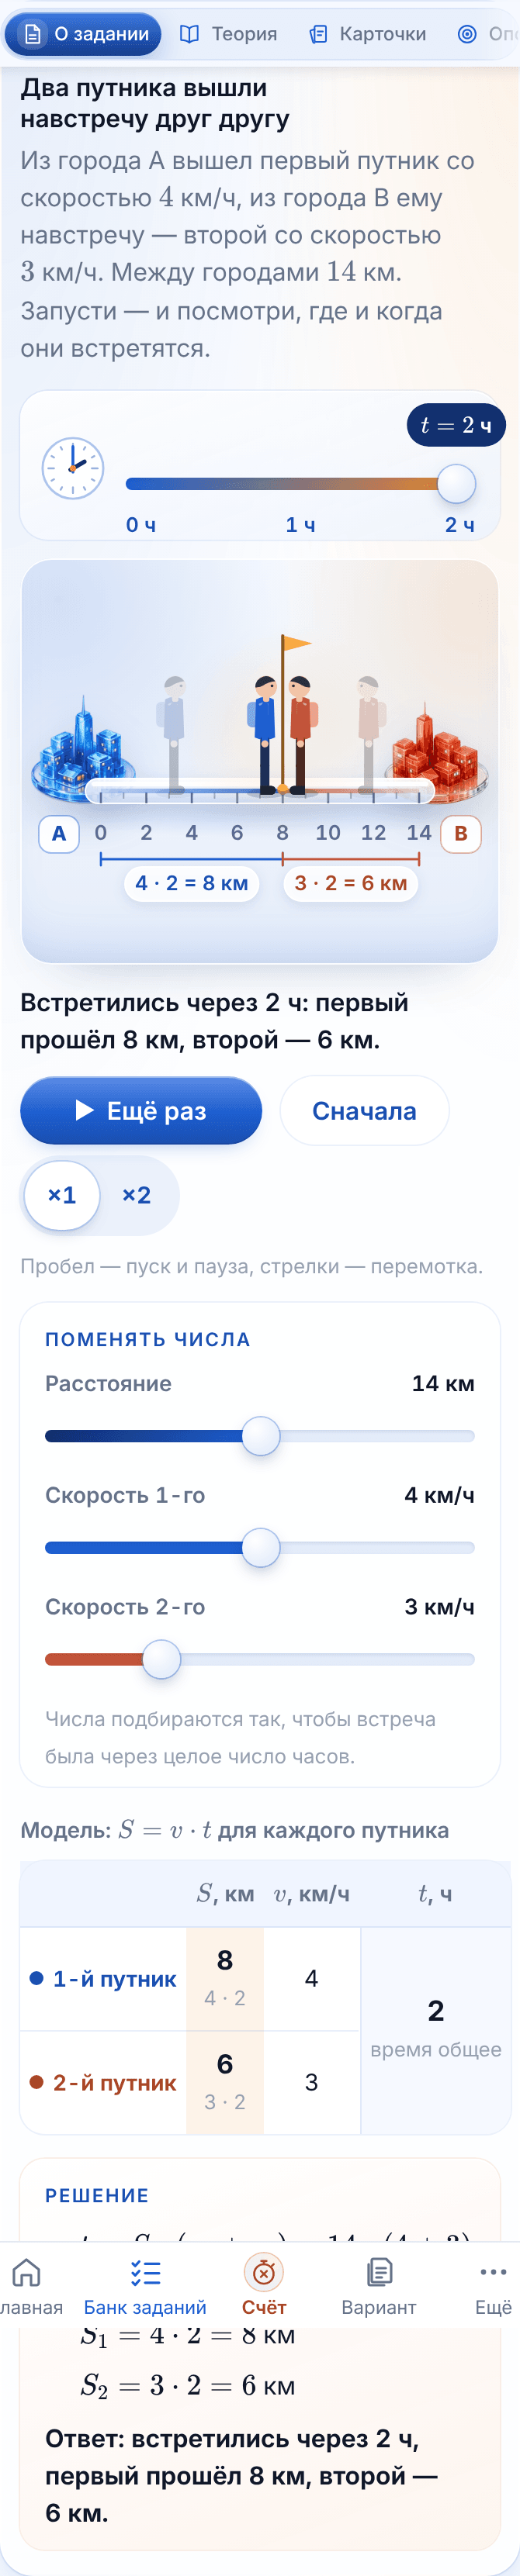 О задании
Теория
Карточки
Два путника вышли
навстречу друг другу
Из города A вышел первый путник со
скоростью 4 км/ч, из города B ему
навстречу — второй со скоростью
3 км/ч. Между городами 14 км.
Запусти — и посмотри, где и когда
они встретятся.
t = 2 ч
0 ч 1 ч 2 ч
A 0 2 4 6 8 10 12 14 B
4 · 2 = 8 км 3 · 2 = 6 км
Встретились через 2 ч: первый
прошёл 8 км, второй — 6 км.
Ещё раз
Сначала
×1 ×2
Пробел — пуск и пауза, стрелки — перемотка.
ПОМЕНЯТЬ ЧИСЛА
Расстояние 14 км
Скорость 1-го 4 км/ч
Скорость 2-го 3 км/ч
Числа подбираются так, чтобы встреча
была через целое число часов.
Модель: S = v · t для каждого путника
S, км v, км/ч t, ч
1-й путник 8 4
4 · 2
2
время общее
2-й путник 6 3
3 · 2
РЕШЕНИЕ
лавная Банк заданий Счёт Вариант Ещё
S₁ = 4 · 2 = 8 км
S₂ = 3 · 2 = 6 км
Ответ: встретились через 2 ч,
первый прошёл 8 км, второй —
6 км.